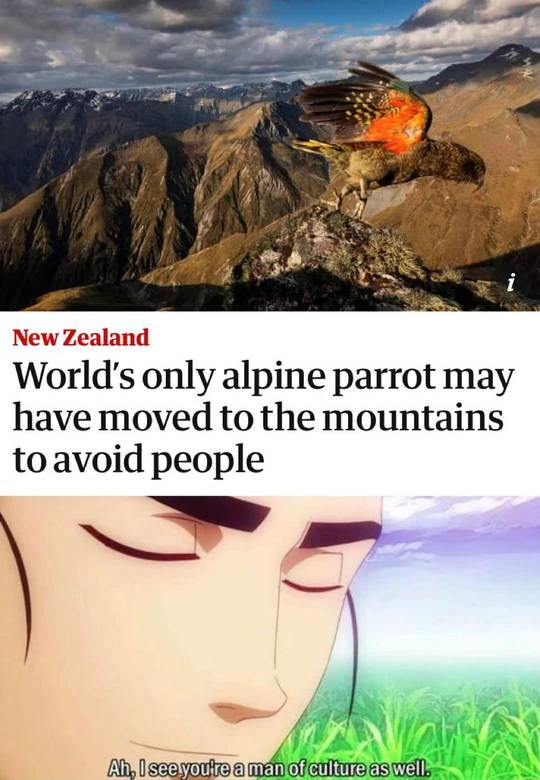 i
New Zealand
World's only alpine parrot may
have moved to the mountains
to avoid people
Ah, I see you're a man of culture as well.